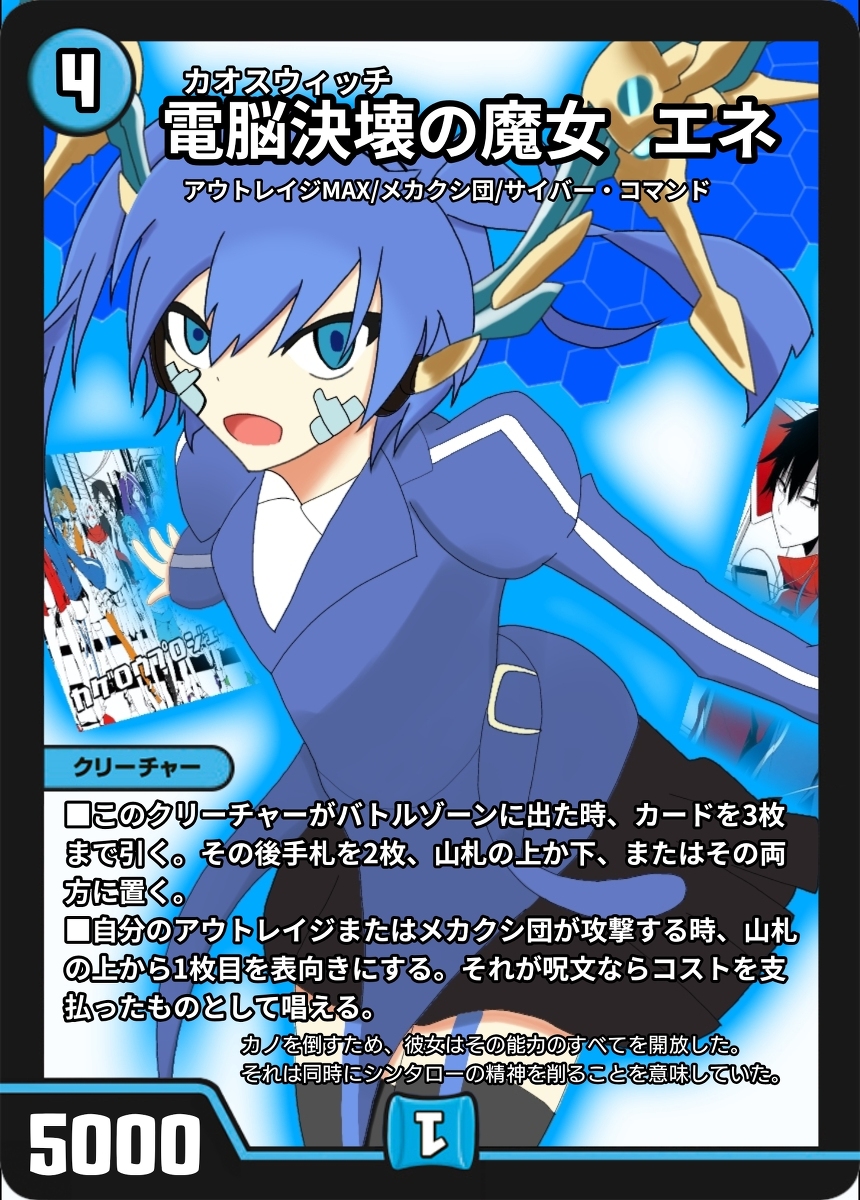 4
カオスウィッチ
電脳決壊の魔女 エネ
アウトレイジMAX/メカクシ団/サイバー・コマンド
カゲロウプロジェ
クリーチャー
■このクリーチャーがバトルゾーンに出た時、カードを3枚
まで引く。その後手札を2枚、山札の上か下、またはその両
方に置く。
■自分のアウトレイジまたはメカクシ団が攻撃する時、山札
の上から1枚目を表向きにする。それが呪文ならコストを支
払ったものとして唱える。
カノを倒すため、彼女はその能力のすべてを開放した。
それは同時にシンタローの精神を削ることを意味していた。
5000
1